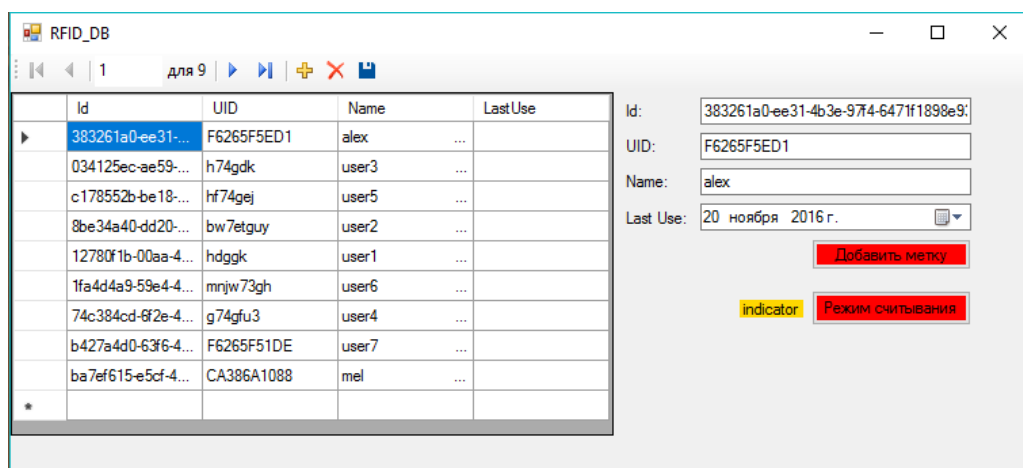 RFID_DB
1 для 9
Id UID Name LastUse
383261a0-ee31-... F6265F5ED1 alex ...
034125ec-ae59-... h74gdk user3 ...
c178552b-be18-... hf74gej user5 ...
8be34a40-dd20-... bw7etguy user2 ...
12780f1b-00aa-4... hdggk user1 ...
1fa4d4a9-59e4-4... mnjw73gh user6 ...
74c384cd-6f2e-4... g74gfu3 user4 ...
b427a4d0-63f6-4... F6265F51DE user7 ...
ba7ef615-e5cf-4... CA386A1088 mel ...
Id: 383261a0-ee31-4b3e-97f4-6471f1898e9
UID: F6265F5ED1
Name: alex
Last Use: 20 ноября 2016 г.
Добавить метку
indicator Режим считывания